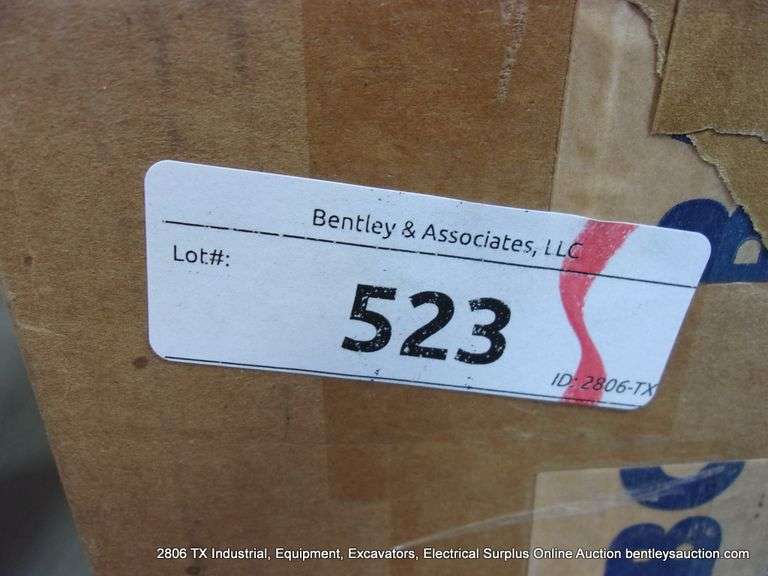 Bentley & Associates, LLC
Lot#:
523
ID: 2806-TX
2806 TX Industrial, Equipment, Excavators, Electrical Surplus Online Auction bentleysauction.com